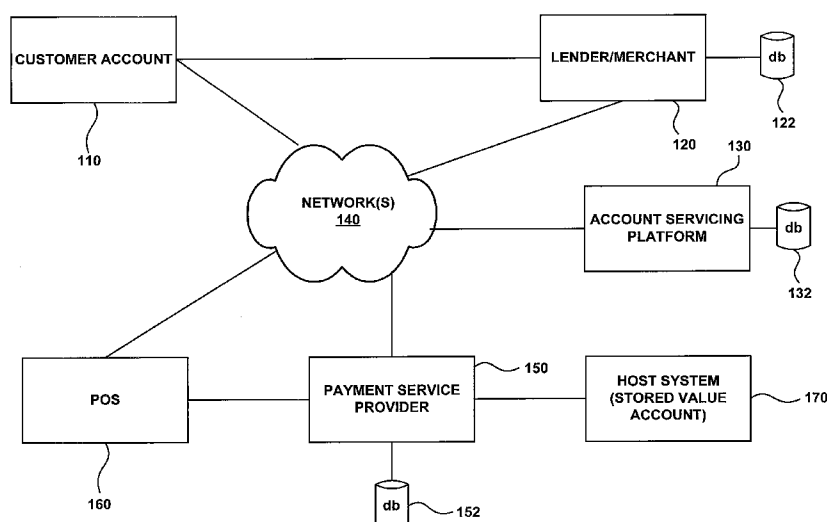 CUSTOMER ACCOUNT
LENDER/MERCHANT
db
122
110
120
130
NETWORK(S)
140
ACCOUNT SERVICING
PLATFORM
db
132
POS
PAYMENT SERVICE
PROVIDER
150
HOST SYSTEM
(STORED VALUE
ACCOUNT)
170
160
db
152